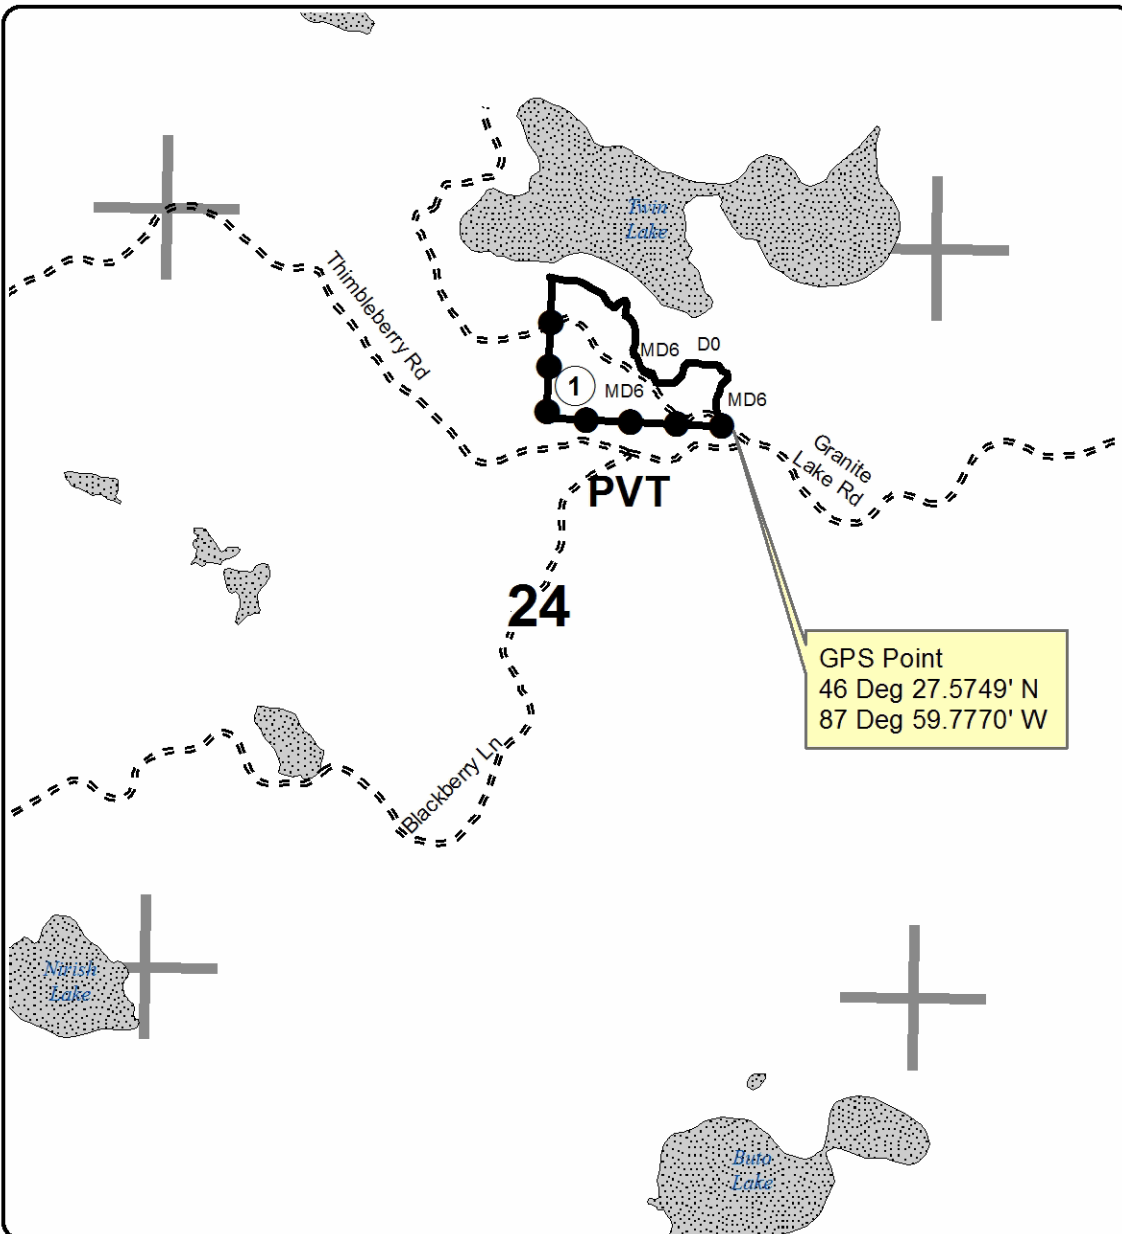 Twin
Lake
Thimbleberry Rd
MD6
D0
1
MD6
MD6
Granite
Lake Rd
PVT
24
GPS Point
46 Deg 27.5749' N
87 Deg 59.7770' W
Blackberry Ln
Nirish
Lake
Buto
Lake